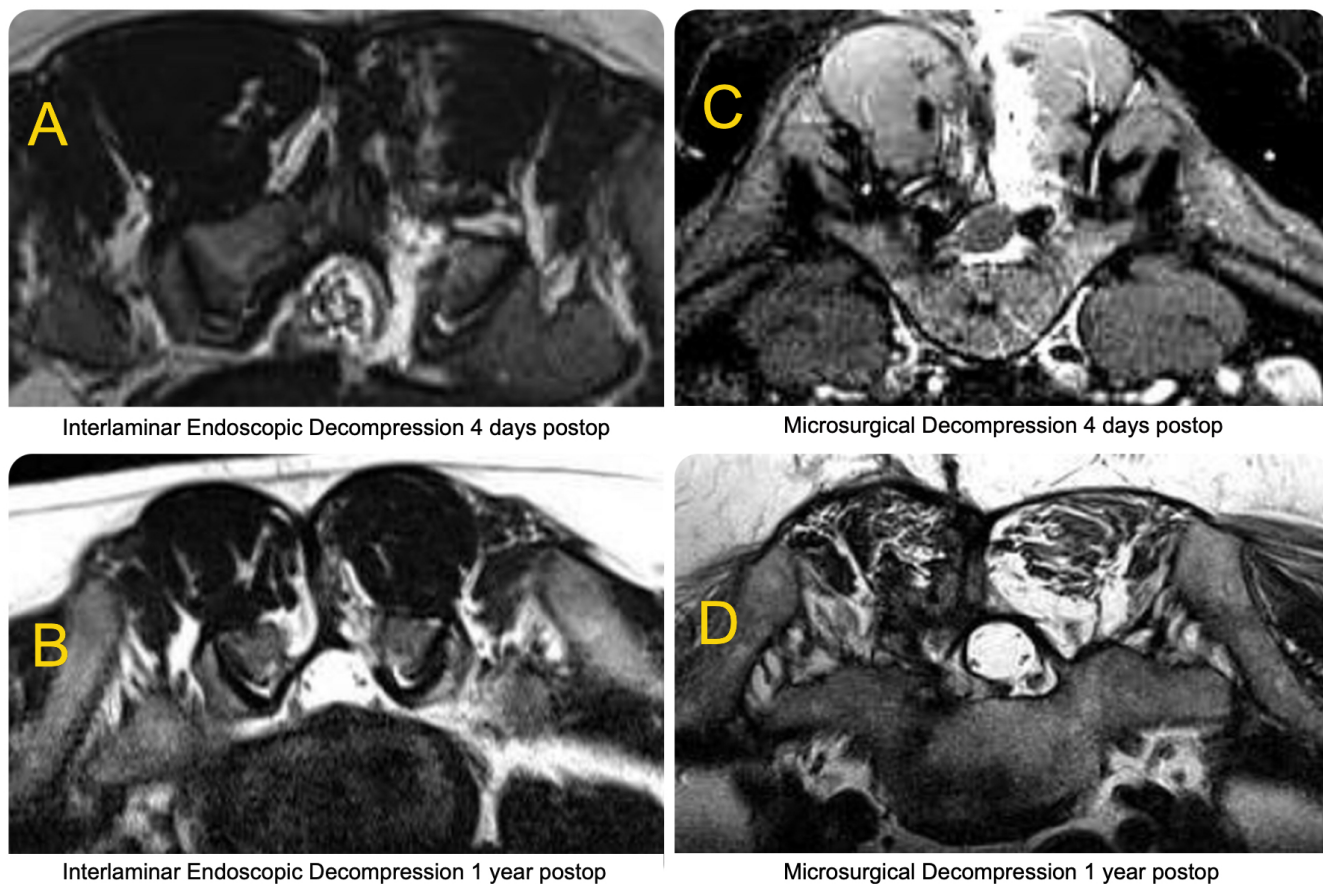 A
C
Interlaminar Endoscopic Decompression 4 days postop
Microsurgical Decompression 4 days postop
B
D
Interlaminar Endoscopic Decompression 1 year postop
Microsurgical Decompression 1 year postop